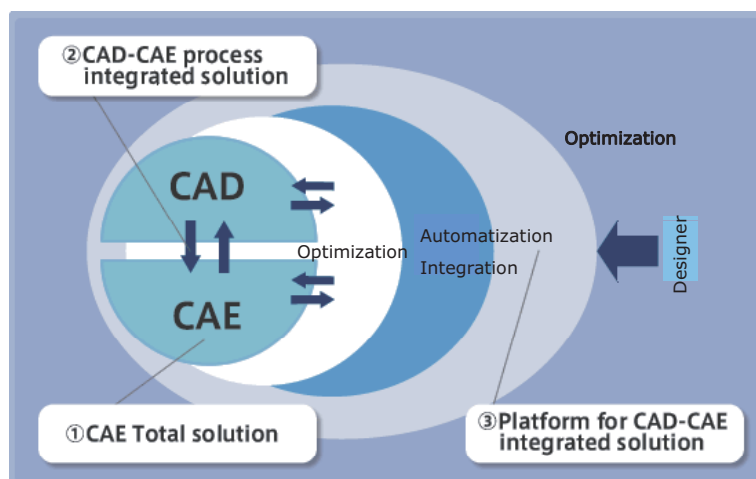 ②CAD-CAE process
integrated solution
Optimization
CAD
Optimization
Automatization
Integration
Designer
CAE
①CAE Total solution
③Platform for CAD-CAE
integrated solution